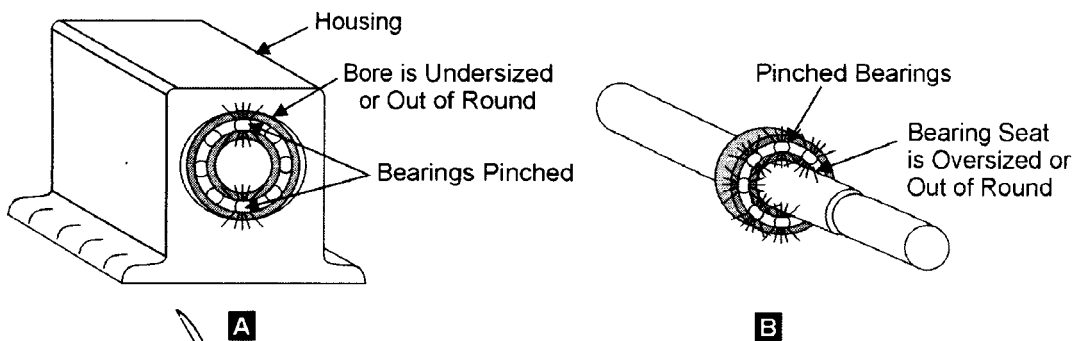 Housing
Bore is Undersized
or Out of Round
Bearings Pinched
A
Pinched Bearings
Bearing Seat
is Oversized or
Out of Round
B